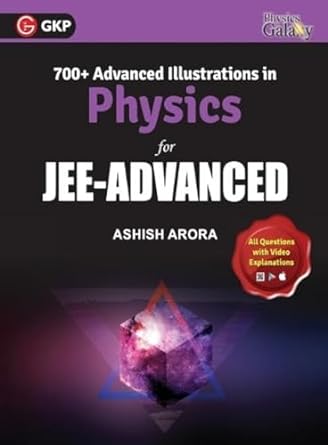 GKP
Physics
Galaxy
700+ Advanced Illustrations in
Physics
for
JEE-ADVANCED
ASHISH ARORA
All Questions
with Video
Explanations